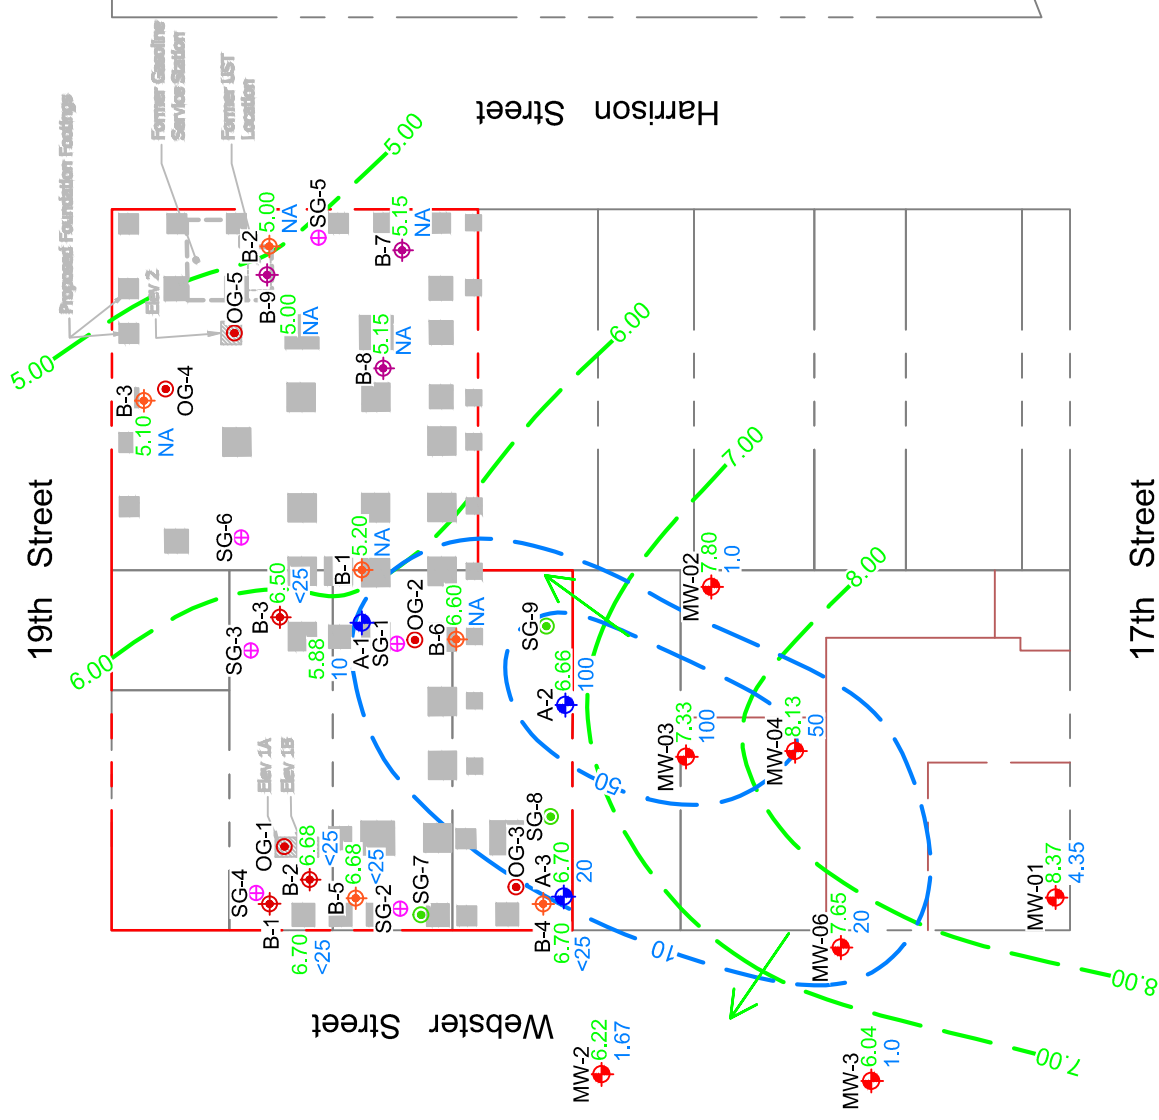 Proposed Foundation Footings
Former Gasoline
Service Station
Former UST
Location
Elev 2
Harrison Street
5.00
5.00
SG-5
B-2
5.00
NA
B-7
5.15
NA
OG-5
B-9
5.00
NA
B-8
5.15
NA
B-3
5.10
NA
OG-4
6.00
19th Street
SG-6
7.00
17th Street
B-1
5.20
NA
6.00
SG-3
B-3
6.50
<25
5.88
10
A-1
SG-1
OG-2
B-6
6.60
NA
SG-9
MW-02
7.80
1.0
8.00
A-2
6.66
100
MW-03
7.33
100
MW-04
8.13
50
50
Elev 1A
Elev 1B
SG-4
OG-1
B-1
6.70
<25
B-2
6.68
<25
B-5
6.68
<25
SG-2
SG-7
SG-8
OG-3
A-3
6.70
20
B-4
6.70
<25
10
MW-06
7.65
20
MW-01
8.37
4.35
8.00
Webster Street
MW-2
6.22
1.67
MW-3
6.04
1.0
7.00